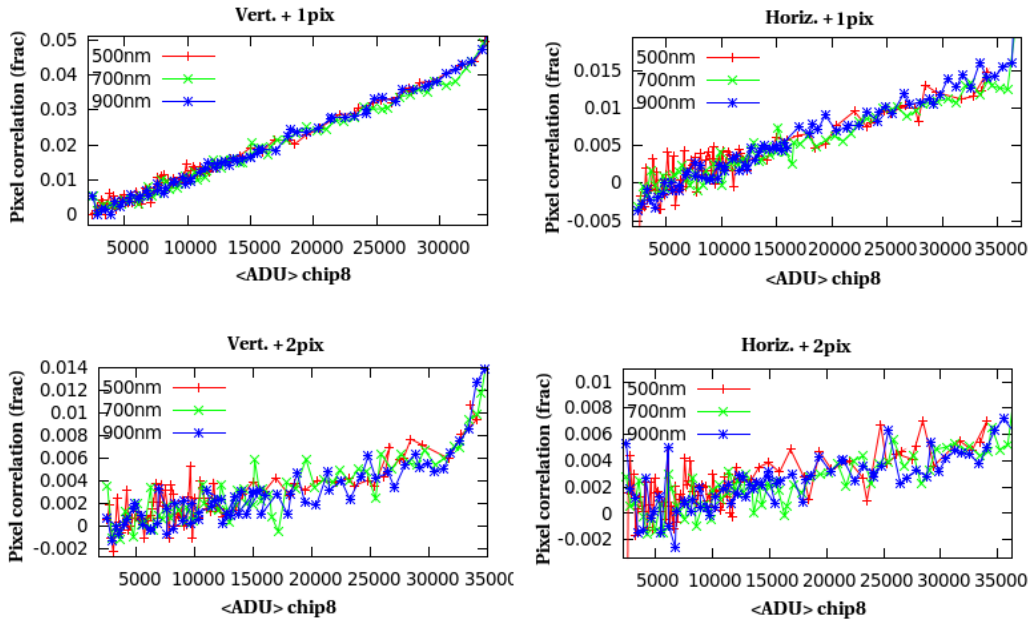 Vert. + 1pix
Pixel correlation (frac)
0.05
0.04
0.03
0.02
0.01
0
500nm
700nm
900nm
5000 10000 15000 20000 25000 30000
<ADU> chip8
Horiz. + 1pix
Pixel correlation (frac)
0.015
0.010
0.005
0
-0.005
500nm
700nm
900nm
5000 10000 15000 20000 25000 30000 35000
<ADU> chip8
Vert. + 2pix
Pixel correlation (frac)
0.014
0.012
0.01
0.008
0.006
0.004
0.002
0
-0.002
500nm
700nm
900nm
5000 10000 15000 20000 25000 30000 35000
<ADU> chip8
Horiz. + 2pix
Pixel correlation (frac)
0.01
0.008
0.006
0.004
0.002
0
-0.002
500nm
700nm
900nm
5000 10000 15000 20000 25000 30000 35000
<ADU> chip8